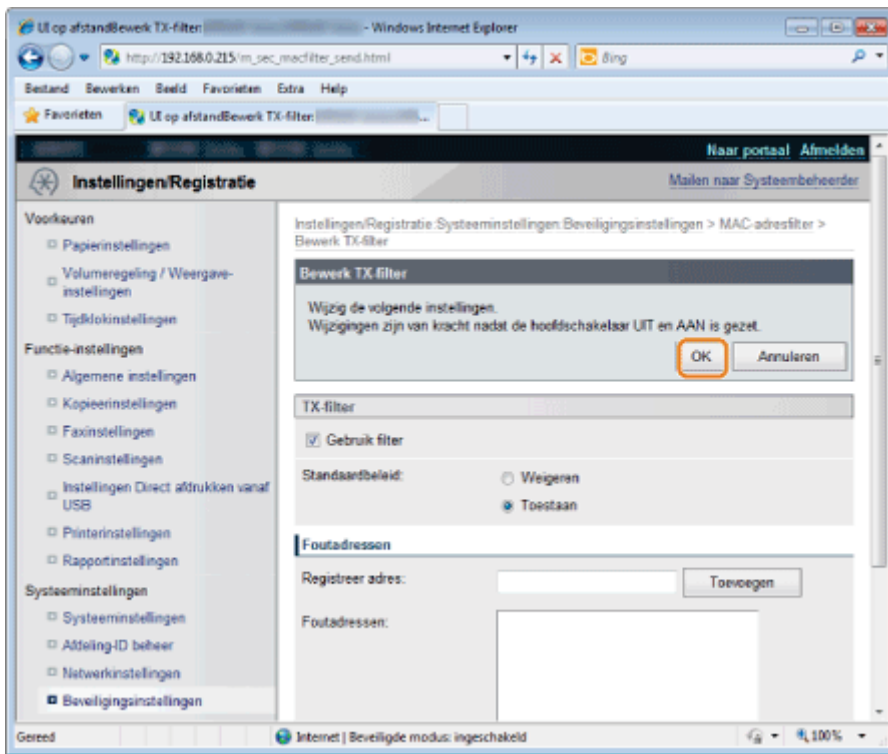 UI op afstandBewerk TX-filter: - Windows Internet Explorer
http://192.168.0.215/m_sec_macfilter_send.html
Bing
Bestand Bewerken Beeld Favorieten Extra Help
Favorieten UI op afstandBewerk TX-filter: ...
Naar portaal Afmelden
Instellingen/Registratie
Mailen naar Systeembeheerder
Voorkeuren
Papierinstellingen
Volumeregeling / Weergave-
instellingen
Tijdklokinstellingen
Functie-instellingen
Algemene instellingen
Kopieerinstellingen
Faxinstellingen
Scaninstellingen
Instellingen Direct afdrukken vanaf
USB
Printerinstellingen
Rapportinstellingen
Systeeminstellingen
Systeeminstellingen
Afdeling-ID beheer
Netwerkinstellingen
Beveiligingsinstellingen
Instellingen/Registratie:Systeeminstellingen:Beveiligingsinstellingen > MAC-adresfilter >
Bewerk TX-filter
Bewerk TX-filter
Wijzig de volgende instellingen.
Wijzigingen zijn van kracht nadat de hoofdschakelaar UIT en AAN is gezet.
OK Annuleren
TX-filter
Gebruik filter
Standaardbeleid:
Weigeren
Toestaan
Foutadressen
Registreer adres:
Toevoegen
Foutadressen:
Gereed
Internet | Beveiligde modus: ingeschakeld
100%